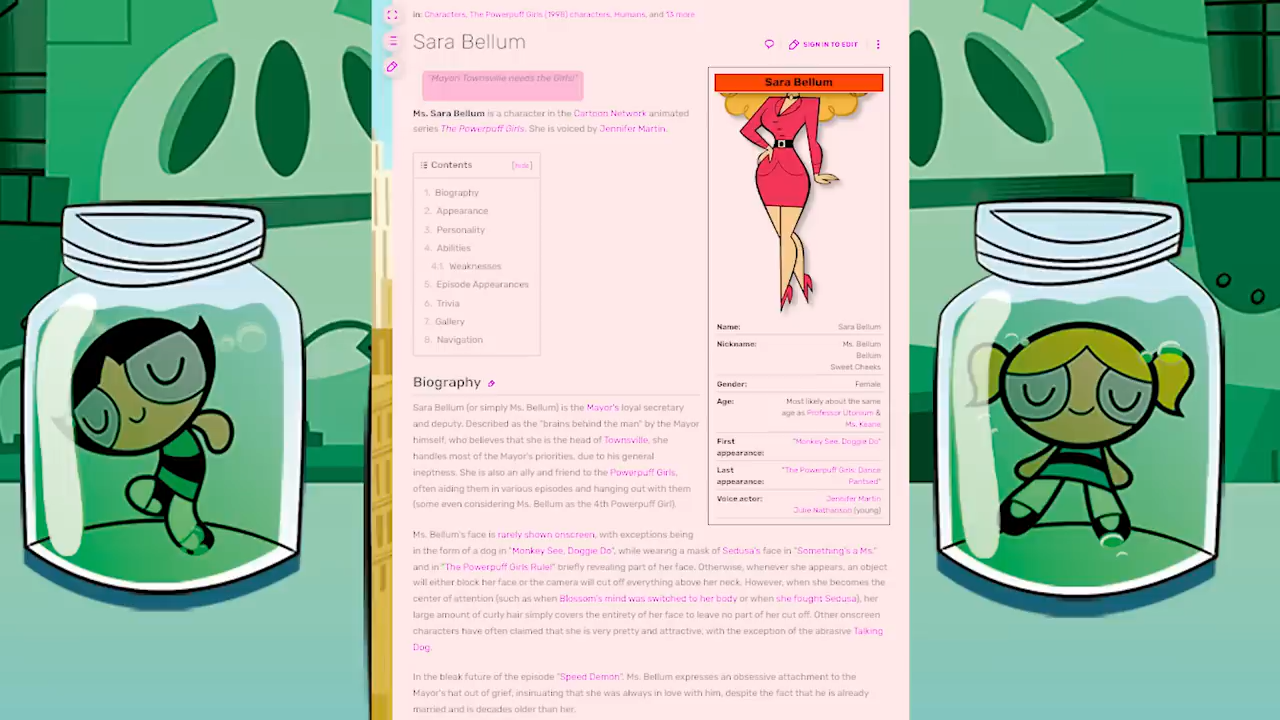 in: Characters, The Powerpuff Girls (1998) characters, Humans, and 13 more
Sara Bellum
SIGN IN TO EDIT
"Mayor! Townsville needs the Girls!"
Ms. Sara Bellum is a character in the Cartoon Network animated
series The Powerpuff Girls. She is voiced by Jennifer Martin.
Contents [hide]
1. Biography
2. Appearance
3. Personality
4. Abilities
4.1. Weaknesses
5. Episode Appearances
6. Trivia
7. Gallery
8. Navigation
Sara Bellum
Name: Sara Bellum
Nickname: Ms. Bellum
Bellum
Sweet Cheeks
Gender: Female
Age: Most likely about the same
age as Professor Utonium &
Ms. Keane
First "Monkey See, Doggie Do"
appearance:
Last "The Powerpuff Girls: Dance
appearance: Pantsed"
Voice actor: Jennifer Martin
Julie Nathanson (young)
Biography
Sara Bellum (or simply Ms. Bellum) is the Mayor's loyal secretary
and deputy. Described as the "brains behind the man" by the Mayor
himself, who believes that she is the head of Townsville, she
handles most of the Mayor's priorities, due to his general
ineptness. She is also an ally and friend to the Powerpuff Girls,
often aiding them in various episodes and hanging out with them
(some even considering Ms. Bellum as the 4th Powerpuff Girl).
Ms. Bellum's face is rarely shown onscreen, with exceptions being
in the form of a dog in "Monkey See, Doggie Do", while wearing a mask of Sedusa's face in "Something's a Ms."
and in "The Powerpuff Girls Rule!" briefly revealing part of her face. Otherwise, whenever she appears, an object
will either block her face or the camera will cut off everything above her neck. However, when she becomes the
center of attention (such as when Blossom's mind was switched to her body or when she fought Sedusa), her
large amount of curly hair simply covers the entirety of her face to leave no part of her cut off. Other onscreen
characters have often claimed that she is very pretty and attractive, with the exception of the abrasive Talking
Dog.
In the bleak future of the episode "Speed Demon", Ms. Bellum expresses an obsessive attachment to the
Mayor's hat out of grief, insinuating that she was always in love with him, despite the fact that he is already
married and is decades older than her.